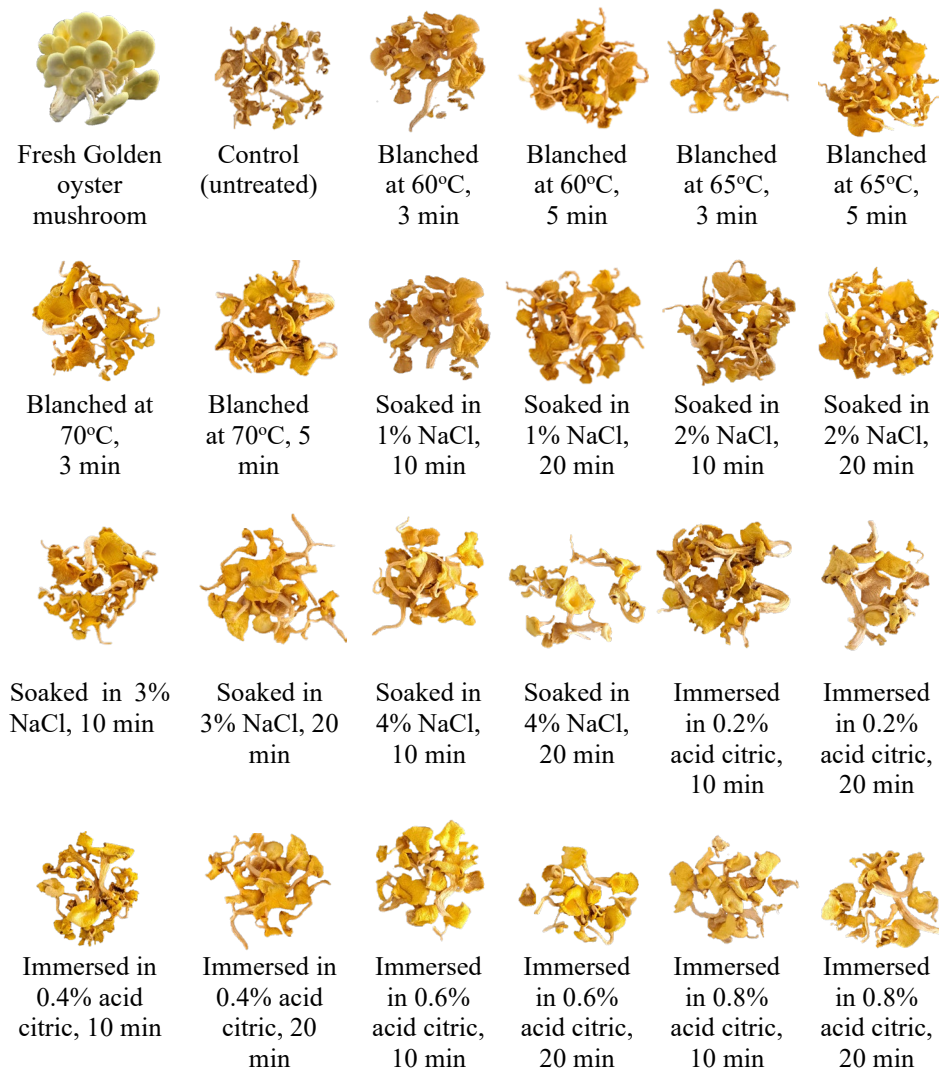 Fresh Golden
oyster
mushroom
Control
(untreated)
Blanched
at 60°C,
3 min
Blanched
at 60°C,
5 min
Blanched
at 65°C,
3 min
Blanched
at 65°C,
5 min
Blanched at
70°C,
3 min
Blanched
at 70°C, 5
min
Soaked in
1% NaCl,
10 min
Soaked in
1% NaCl,
20 min
Soaked in
2% NaCl,
10 min
Soaked in
2% NaCl,
20 min
Soaked in 3%
NaCl, 10 min
Soaked in
3% NaCl, 20
min
Soaked in
4% NaCl,
10 min
Soaked in
4% NaCl,
20 min
Immersed
in 0.2%
acid citric,
10 min
Immersed
in 0.2%
acid citric,
20 min
Immersed in
0.4% acid
citric, 10 min
Immersed in
0.4% acid
citric, 20
min
Immersed
in 0.6%
acid citric,
10 min
Immersed
in 0.6%
acid citric,
20 min
Immersed
in 0.8%
acid citric,
10 min
Immersed
in 0.8%
acid citric,
20 min